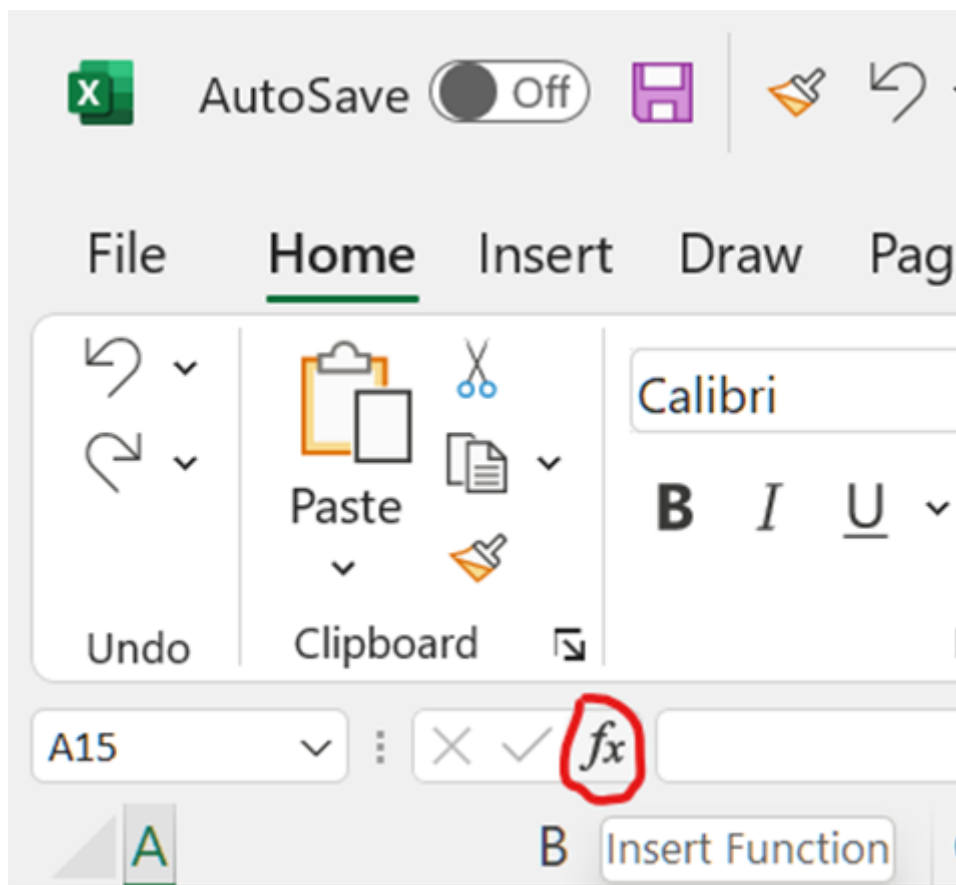 X AutoSave Off
File Home Insert Draw Pag
Calibri
Paste
B I U
Undo Clipboard
A15 fx
A B Insert Function